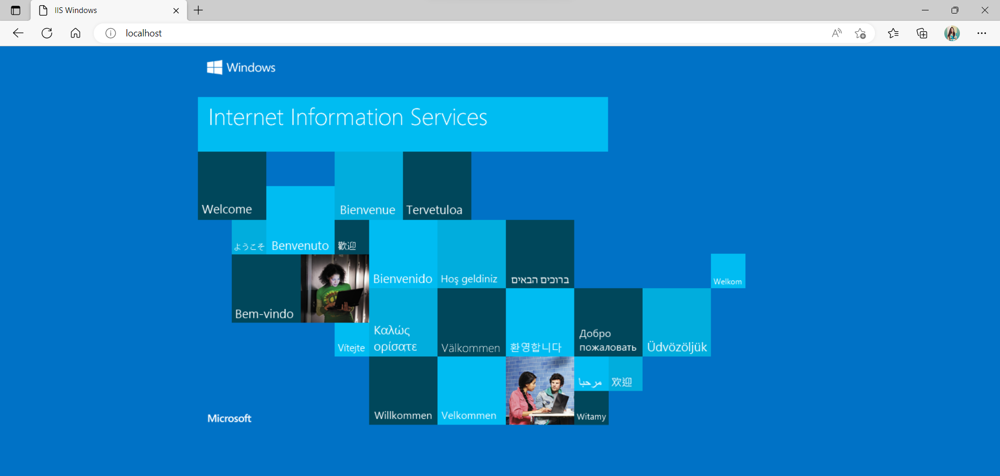 IIS Windows
localhost
Windows
Internet Information Services
Welcome
Bienvenue
Tervetuloa
ようこそ
Benvenuto
歡迎
Bienvenido
Hoş geldiniz
ברוכים הבאים
Welkom
Bem-vindo
Vítejte
Καλώς
ορίσατε
Välkommen
환영합니다
Добро
пожаловать
Üdvözöljük
مرحبا
欢迎
Willkommen
Velkommen
Witamy
Microsoft